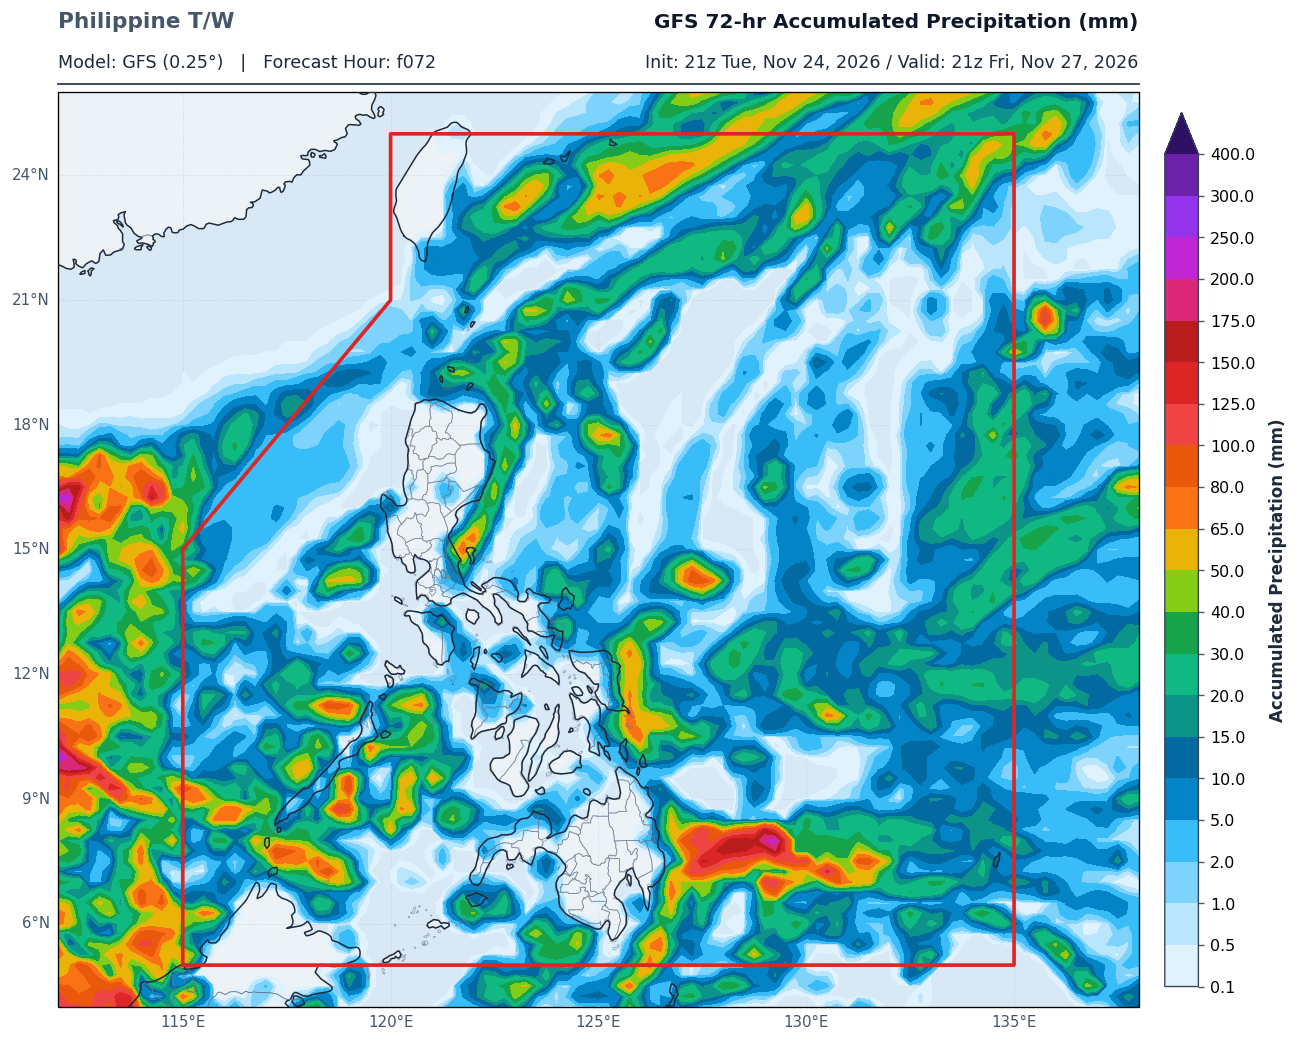 Philippine T/W
GFS 72-hr Accumulated Precipitation (mm)
Model: GFS (0.25°) | Forecast Hour: f072
Init: 21z Tue, Nov 24, 2026 / Valid: 21z Fri, Nov 27, 2026
24°N
21°N
18°N
15°N
12°N
9°N
6°N
115°E
120°E
125°E
130°E
135°E
400.0
300.0
250.0
200.0
175.0
150.0
125.0
100.0
80.0
65.0
50.0
40.0
30.0
20.0
15.0
10.0
5.0
2.0
1.0
0.5
0.1
Accumulated Precipitation (mm)